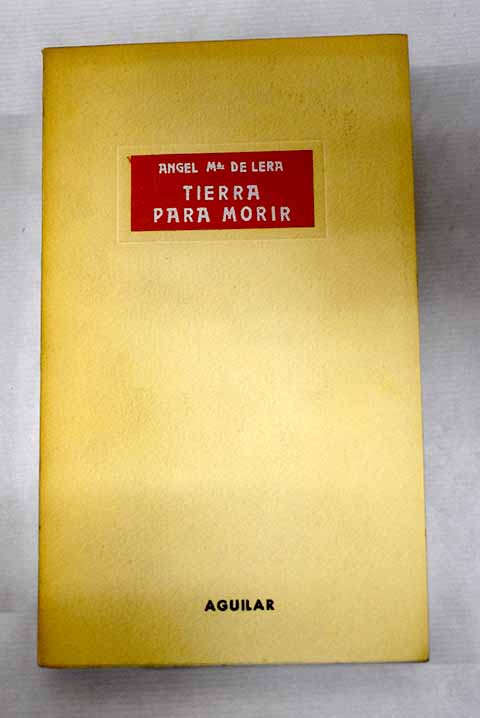 ANGEL Mª DE LERA
TIERRA
PARA MORIR
AGUILAR